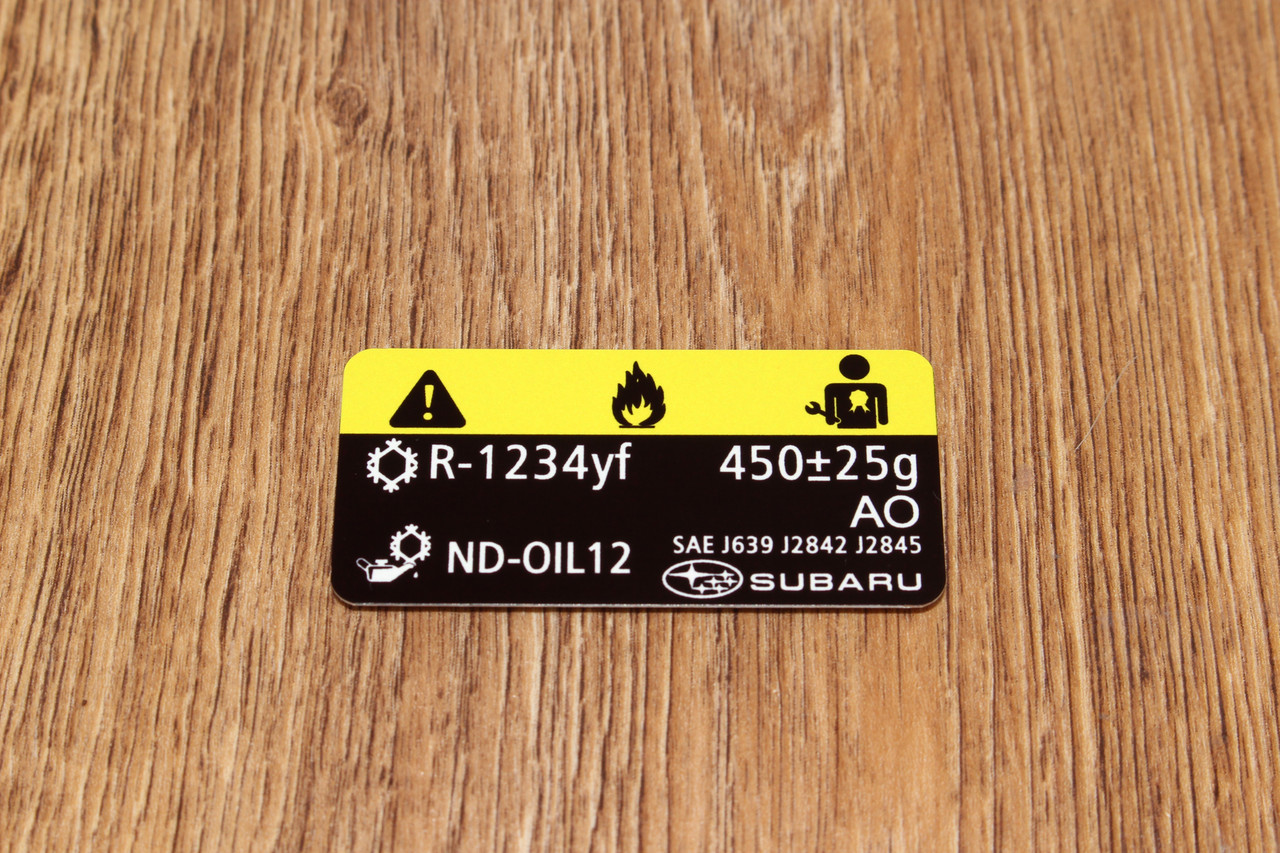 R-1234yf 450±25g
AO
SAE J639 J2842 J2845
ND-OIL12
SUBARU